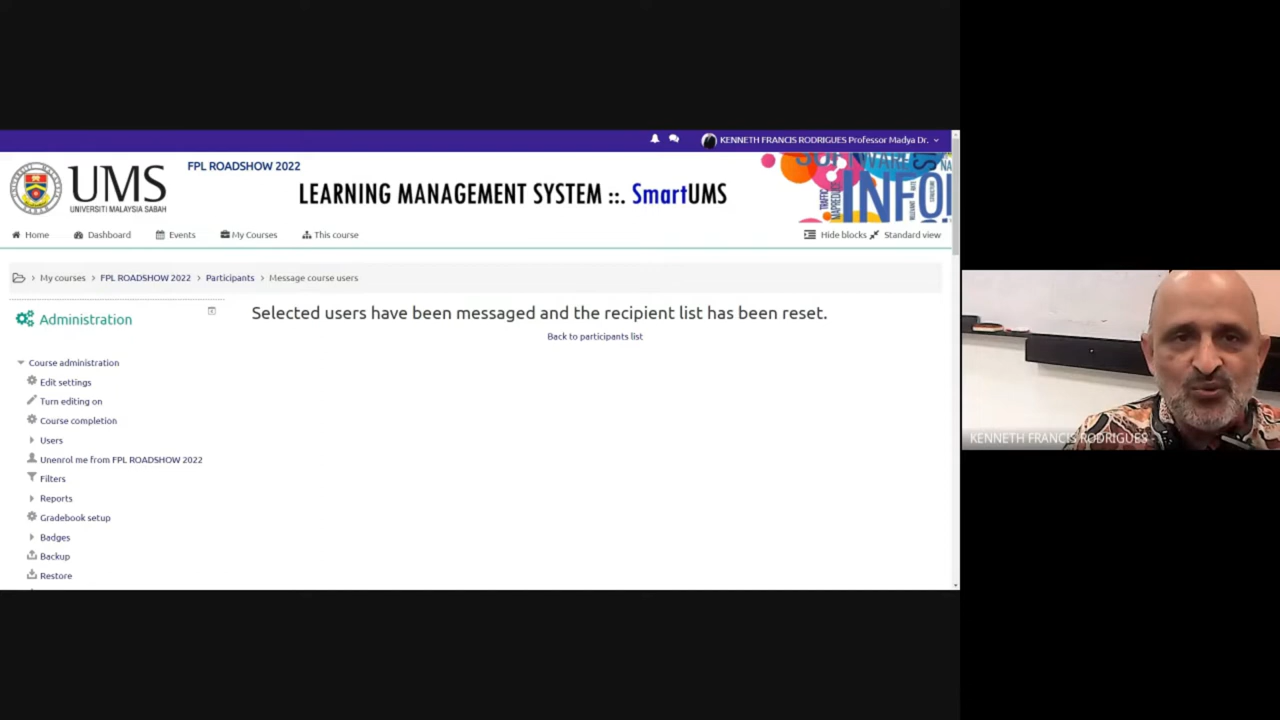 KENNETH FRANCIS RODRIGUES Professor Madya Dr.
FPL ROADSHOW 2022
UMS
UNIVERSITI MALAYSIA SABAH
LEARNING MANAGEMENT SYSTEM ::. SmartUMS
SOFTWARE
INFO!
TRAFFIC
Home Dashboard Events My Courses This course Hide blocks Standard view
My courses > FPL ROADSHOW 2022 > Participants > Message course users
Administration
Selected users have been messaged and the recipient list has been reset.
Back to participants list
Course administration
Edit settings
Turn editing on
Course completion
Users
Unenrol me from FPL ROADSHOW 2022
Filters
Reports
Gradebook setup
Badges
Backup
Restore
KENNETH FRANCIS RODRIGUES -